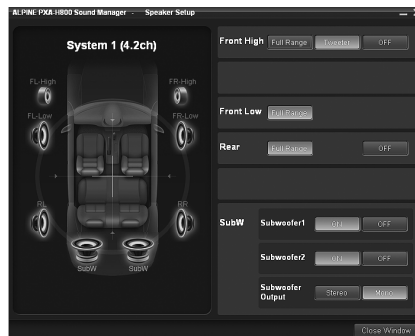 ALPINE PXA-H800 Sound Manager - Speaker Setup
System 1 (4.2ch)
FL-High
FR-High
FL-Low
FR-Low
RL
RR
SubW
SubW
Front High Full Range Tweeter OFF
Front Low Full Range
Rear Full Range OFF
SubW
Subwoofer1 ON OFF
Subwoofer2 ON OFF
Subwoofer Output Stereo Mono
Close Window